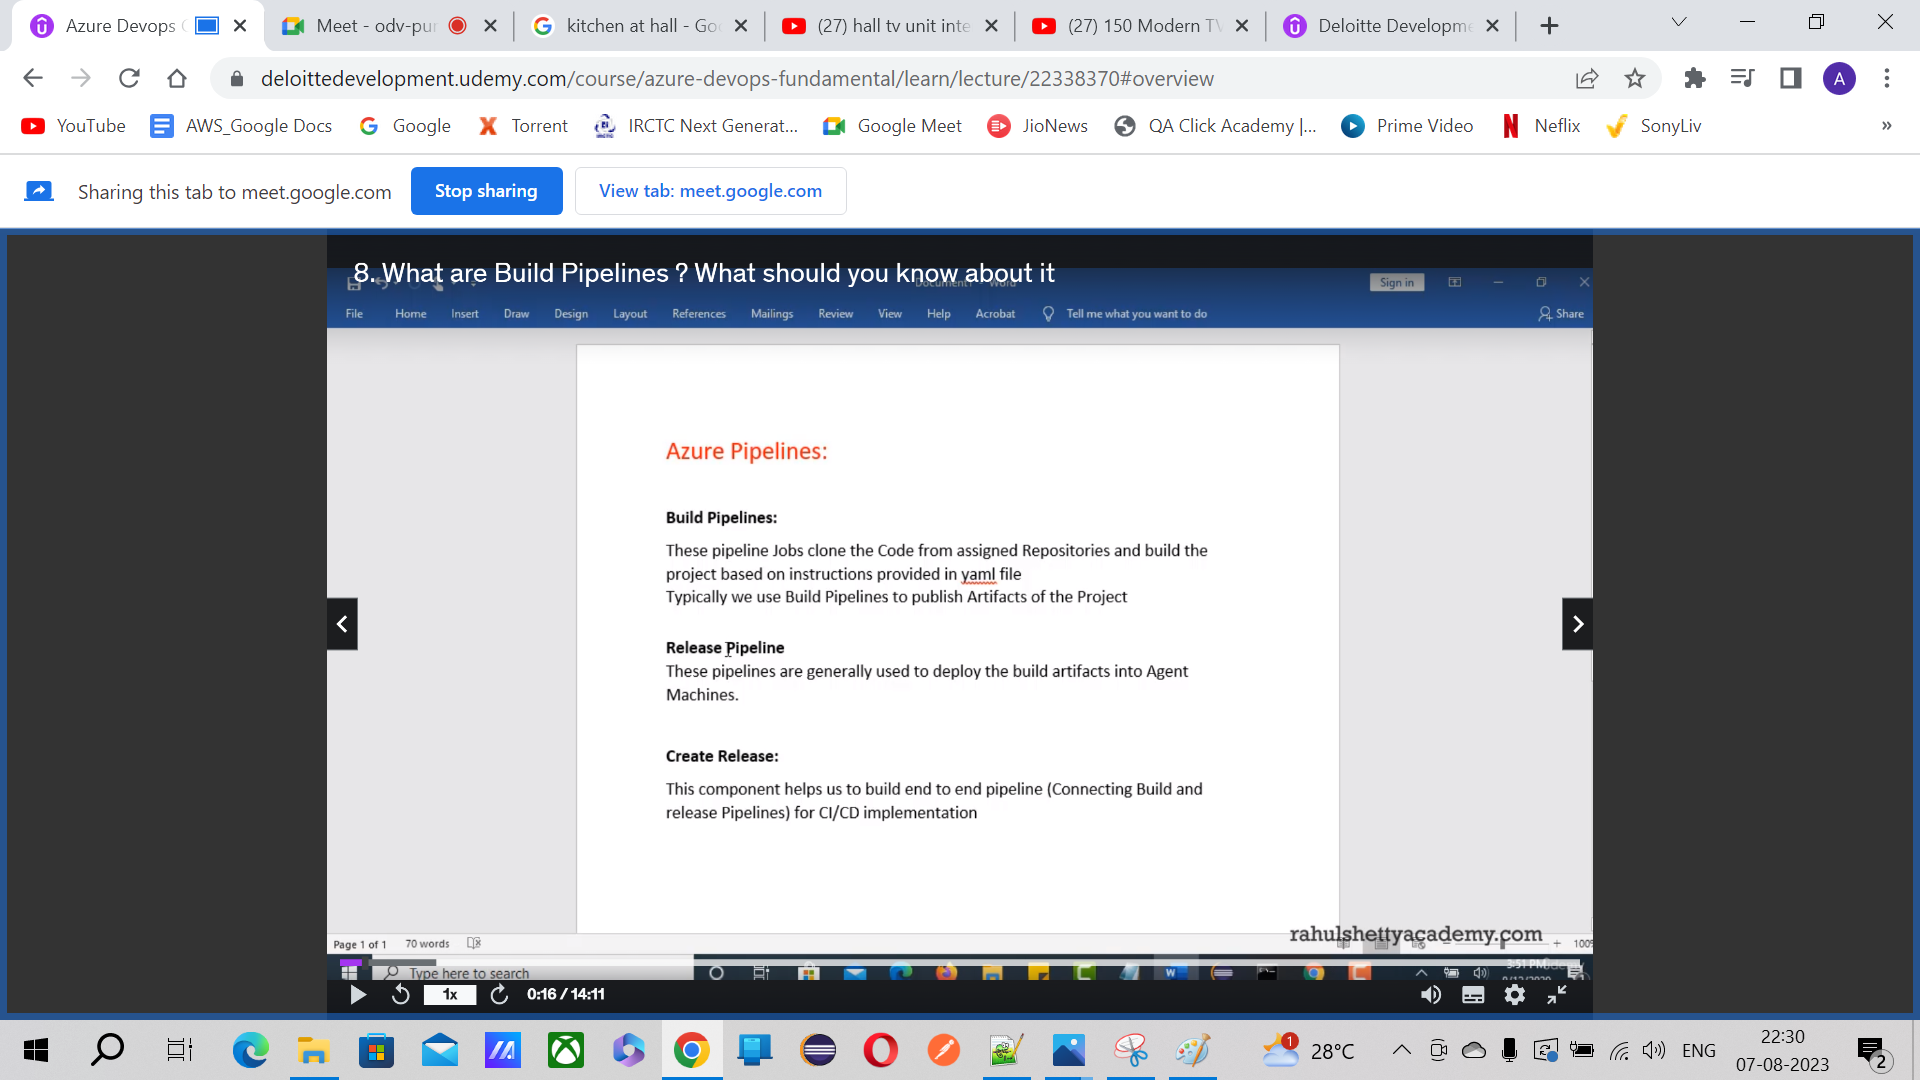 Azure Devops
Meet - odv-pur
kitchen at hall - Go
(27) hall tv unit inte
(27) 150 Modern TV
Deloitte Developme
deloittedevelopment.udemy.com/course/azure-devops-fundamental/learn/lecture/22338370#overview
A
YouTube
AWS_Google Docs
Google
Torrent
IRCTC Next Generat...
Google Meet
JioNews
QA Click Academy |...
Prime Video
Neflix
SonyLiv
»
Sharing this tab to meet.google.com
Stop sharing
View tab: meet.google.com
8. What are Build Pipelines ? What should you know about it
Sign in
File Home Insert Draw Design Layout References Mailings Review View Help Acrobat Tell me what you want to do Share
Azure Pipelines:
Build Pipelines:
These pipeline Jobs clone the Code from assigned Repositories and build the
project based on instructions provided in yaml file
Typically we use Build Pipelines to publish Artifacts of the Project
Release Pipeline
These pipelines are generally used to deploy the build artifacts into Agent
Machines.
Create Release:
This component helps us to build end to end pipeline (Connecting Build and
release Pipelines) for CI/CD implementation
rahulshettyacademy.com
Page 1 of 1 70 words
Type here to search
3:51 PM
1x
0:16 / 14:11
1
28°C
ENG
22:30
07-08-2023
2